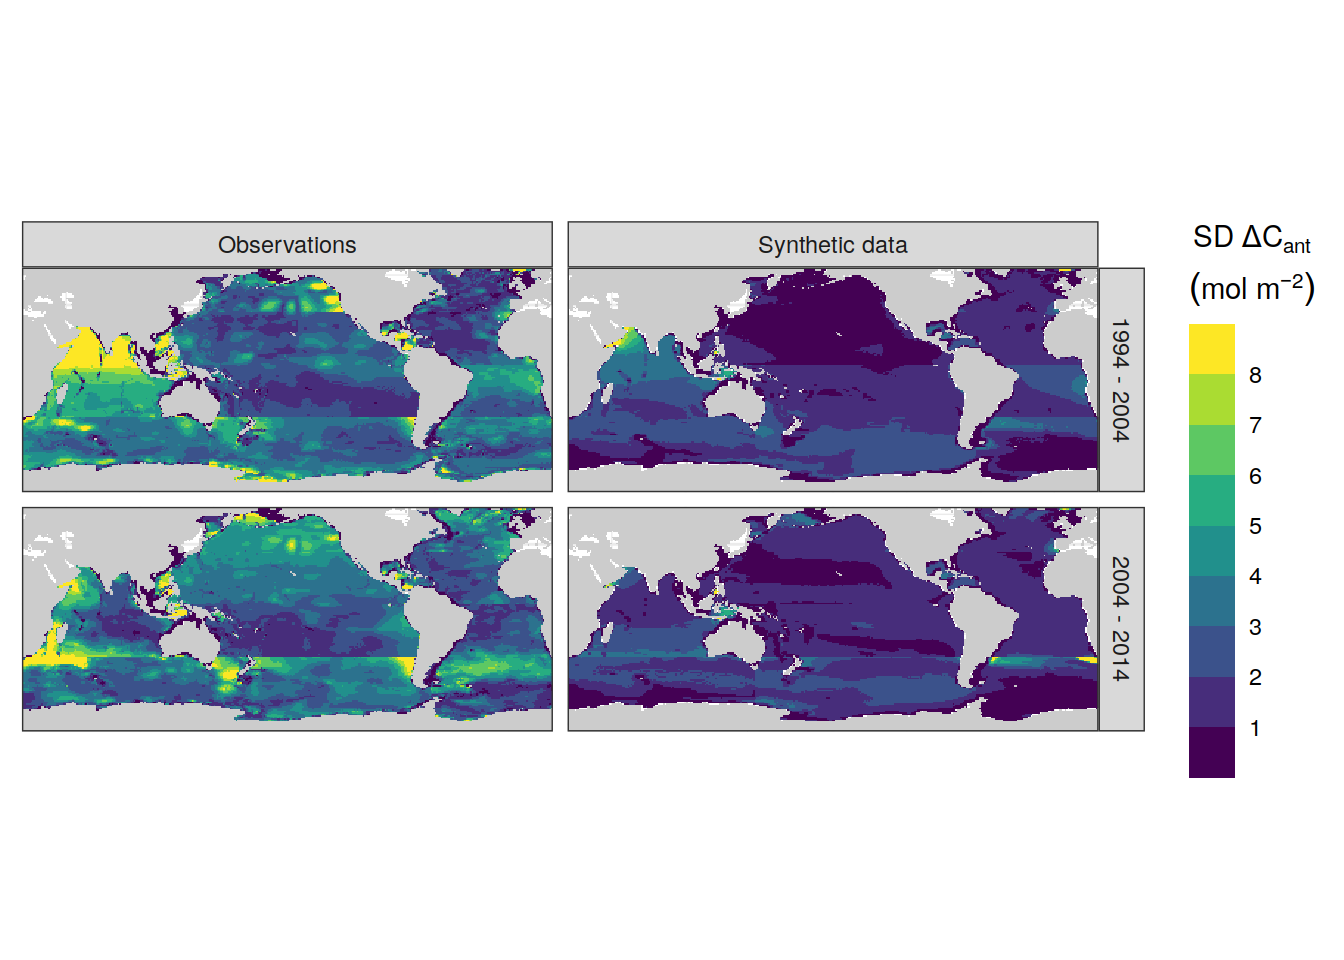 Observations
Synthetic data
1994 - 2004
2004 - 2014
SD ΔCant
(mol m⁻²)
8
7
6
5
4
3
2
1